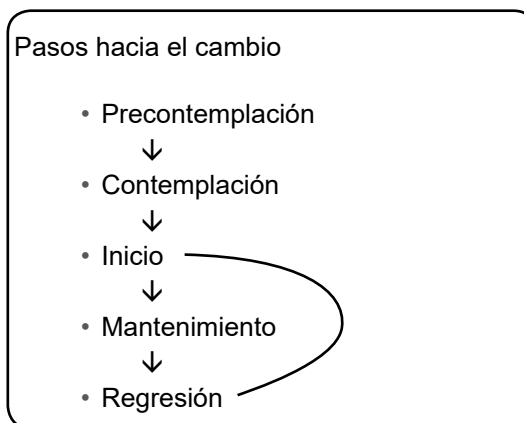 Pasos hacia el cambio
• Precontemplación
↓
• Contemplación
↓
• Inicio
↓
• Mantenimiento
↓
• Regresión